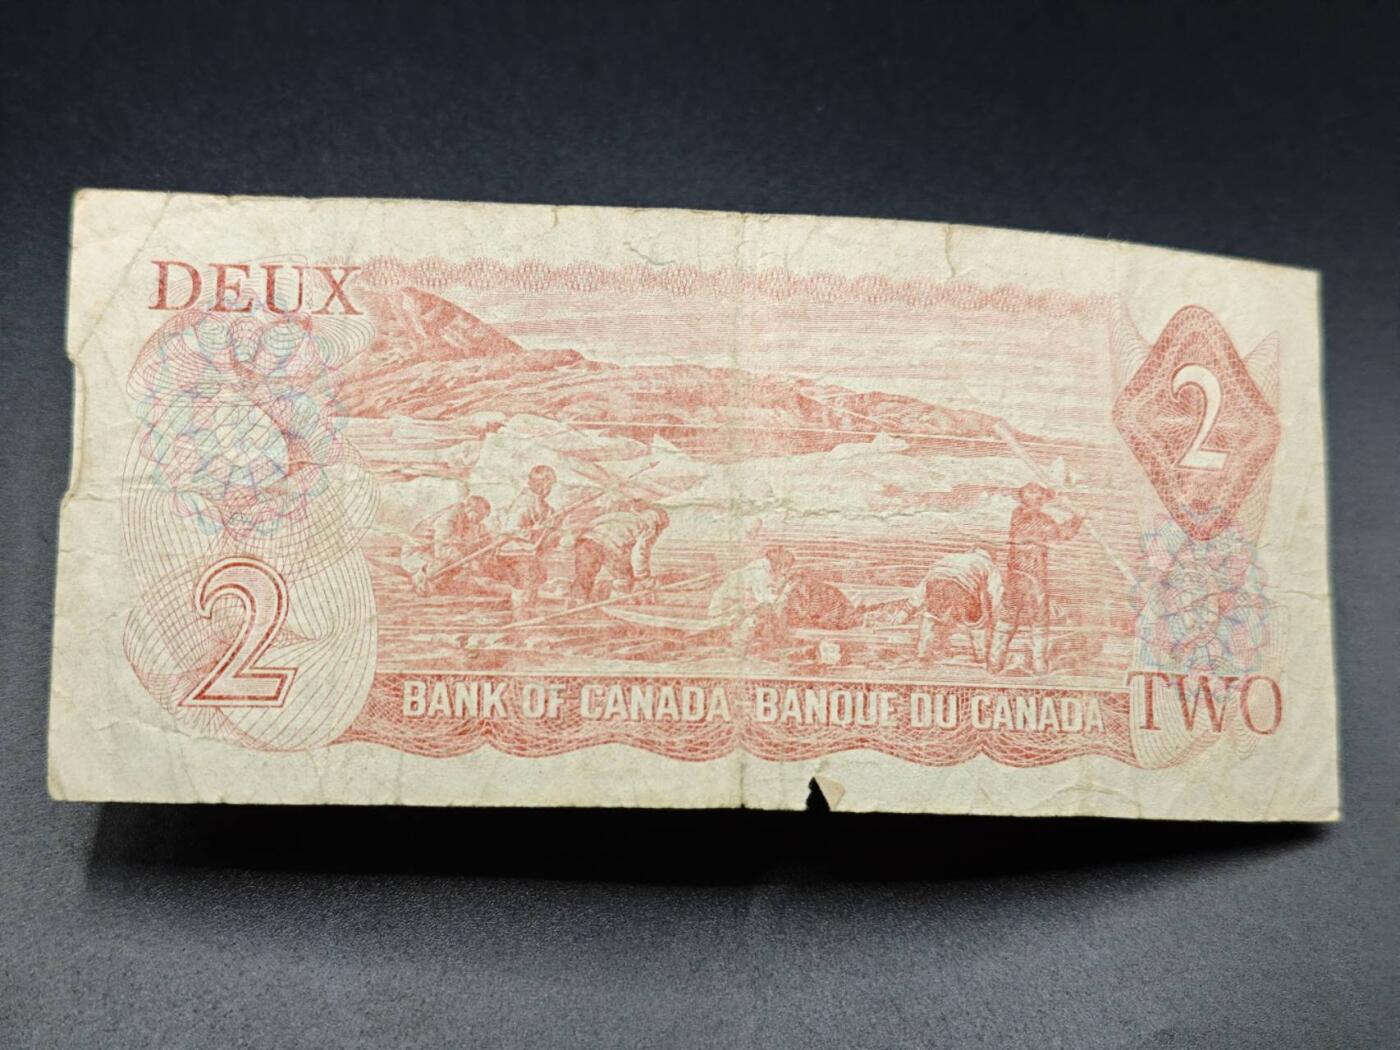 DEUX
2
2
BANK OF CANADA - BANQUE DU CANADA
TWO